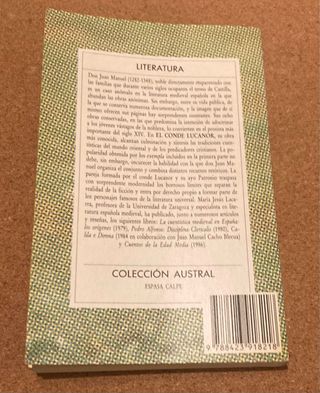 LITERATURA
Don Juan Manuel (1282-1348), noble directamente emparentado con
las familias que durante varios siglos ocuparon el trono de Castilla,
es un caso anómalo en la literatura medieval española en la que
abundan las obras anónimas. Sin embargo, entre su vida pública, de
la que se conserva numerosa documentación, y la imagen que de sí
mismo ofrecen sus páginas hay sorprendentes contrastes. Sus ocho
obras conservadas, en las que predomina la intención de adoctrinar
a los jóvenes vástagos de la nobleza, lo convierten en el prosista más
importante del siglo XIV. En EL CONDE LUCANOR, su obra
más conocida, alcanzan culminación y síntesis las tradiciones cuen-
tísticas del mundo oriental y de los predicadores cristianos. La po-
pularidad obtenida por los exempla incluidos en la primera parte no
debe, sin embargo, oscurecer la habilidad con la que don Juan Ma-
nuel organiza el conjunto y combina distintos recursos retóricos. La
pareja formada por el conde Lucanor y su ayo Patronio traspasa
con sorprendente modernidad los borrosos límites que separan la
realidad de la ficción y entra por derecho propio a formar parte de
los personajes famosos de la literatura universal. María Jesús Laca-
rra, profesora de la Universidad de Zaragoza y especialista en lite-
ratura española medieval, ha publicado, junto a numerosos artículos
y reseñas, los siguientes libros: La cuentística medieval en España:
los orígenes (1979), Pedro Alfonso: Disciplina Clericalis (1980), Ca-
lila e Dimna (1984 en colaboración con Juan Manuel Cacho Blecua)
y Cuentos de la Edad Media (1986).
COLECCIÓN AUSTRAL
ESPASA CALPE
9 788423 918218